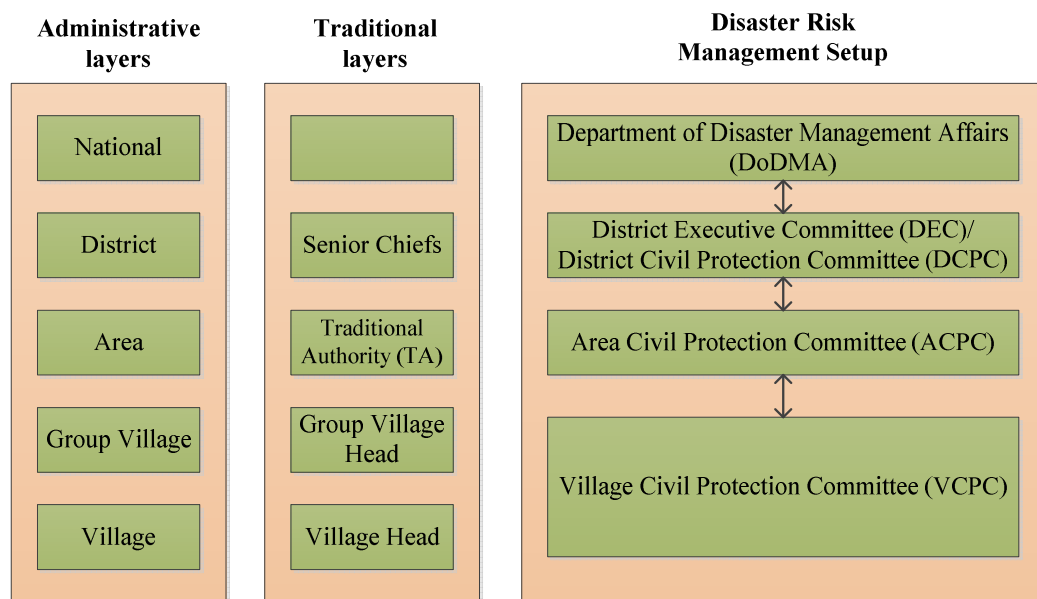 Administrative
layers
National
District
Area
Group Village
Village
Traditional
layers
Senior Chiefs
Traditional
Authority (TA)
Group Village
Head
Village Head
Disaster Risk
Management Setup
Department of Disaster Management Affairs
(DoDMA)
District Executive Committee (DEC)/
District Civil Protection Committee (DCPC)
Area Civil Protection Committee (ACPC)
Village Civil Protection Committee (VCPC)